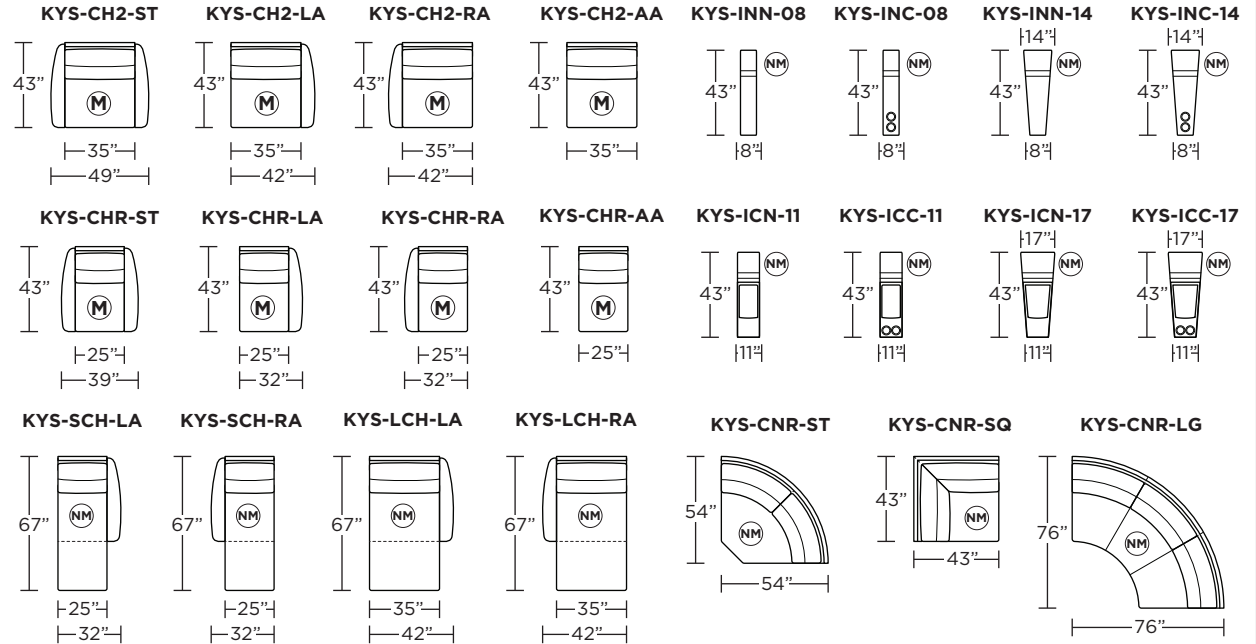 KYS-CH2-ST KYS-CH2-LA KYS-CH2-RA KYS-CH2-AA KYS-INN-08 KYS-INC-08 KYS-INN-14 KYS-INC-14
14” 14”
NM NM NM NM
43” 43” 43” 43” 43” 43” 43” 43”
M M M M
35” 35” 35” 35” 8” 8” 8” 8”
49” 42” 42”
KYS-CHR-ST KYS-CHR-LA KYS-CHR-RA KYS-CHR-AA KYS-ICN-11 KYS-ICC-11 KYS-ICN-17 KYS-ICC-17
17” 17”
NM NM NM NM
43” 43” 43” 43” 43” 43” 43” 43”
M M M M
25” 25” 25” 25” 11” 11” 11” 11”
39” 32” 32”
KYS-SCH-LA KYS-SCH-RA KYS-LCH-LA KYS-LCH-RA KYS-CNR-ST KYS-CNR-SQ KYS-CNR-LG
43”
NM NM NM NM NM
67” 67” 67” 67” 54” NM 76” NM
43”
54”
25” 25” 35” 35”
32” 32” 42” 42” 76”